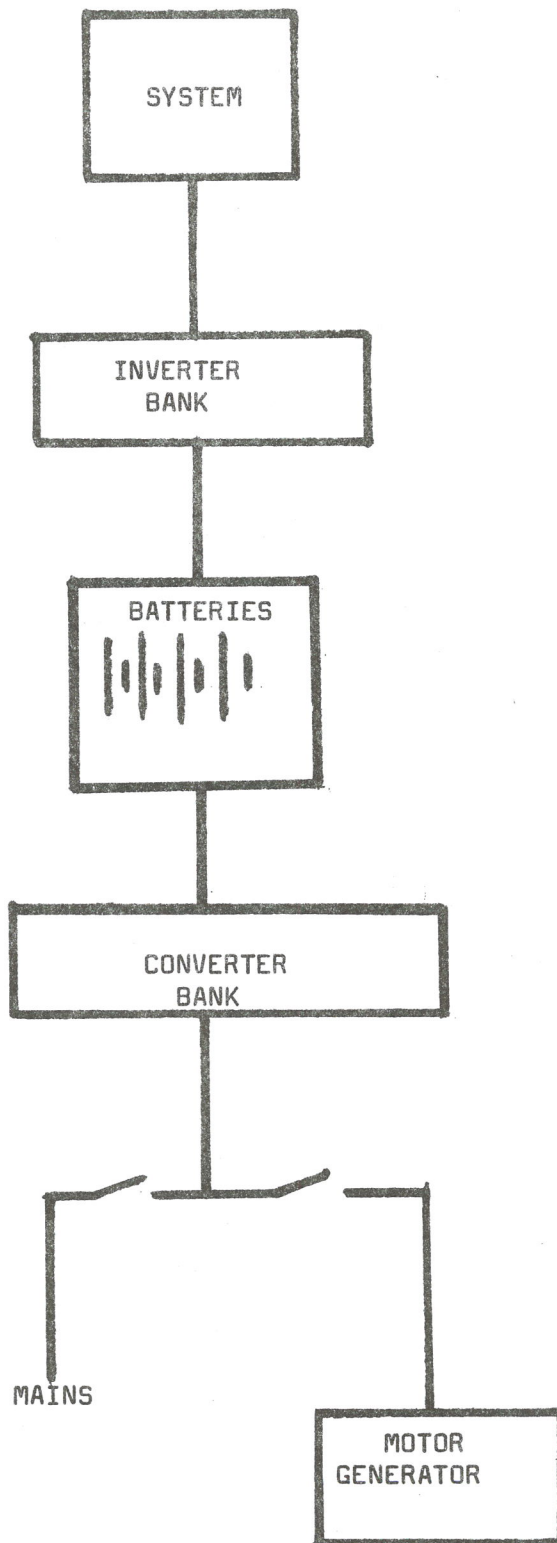 SYSTEM
INVERTER
BANK
BATTERIES
CONVERTER
BANK
MAINS
MOTOR
GENERATOR